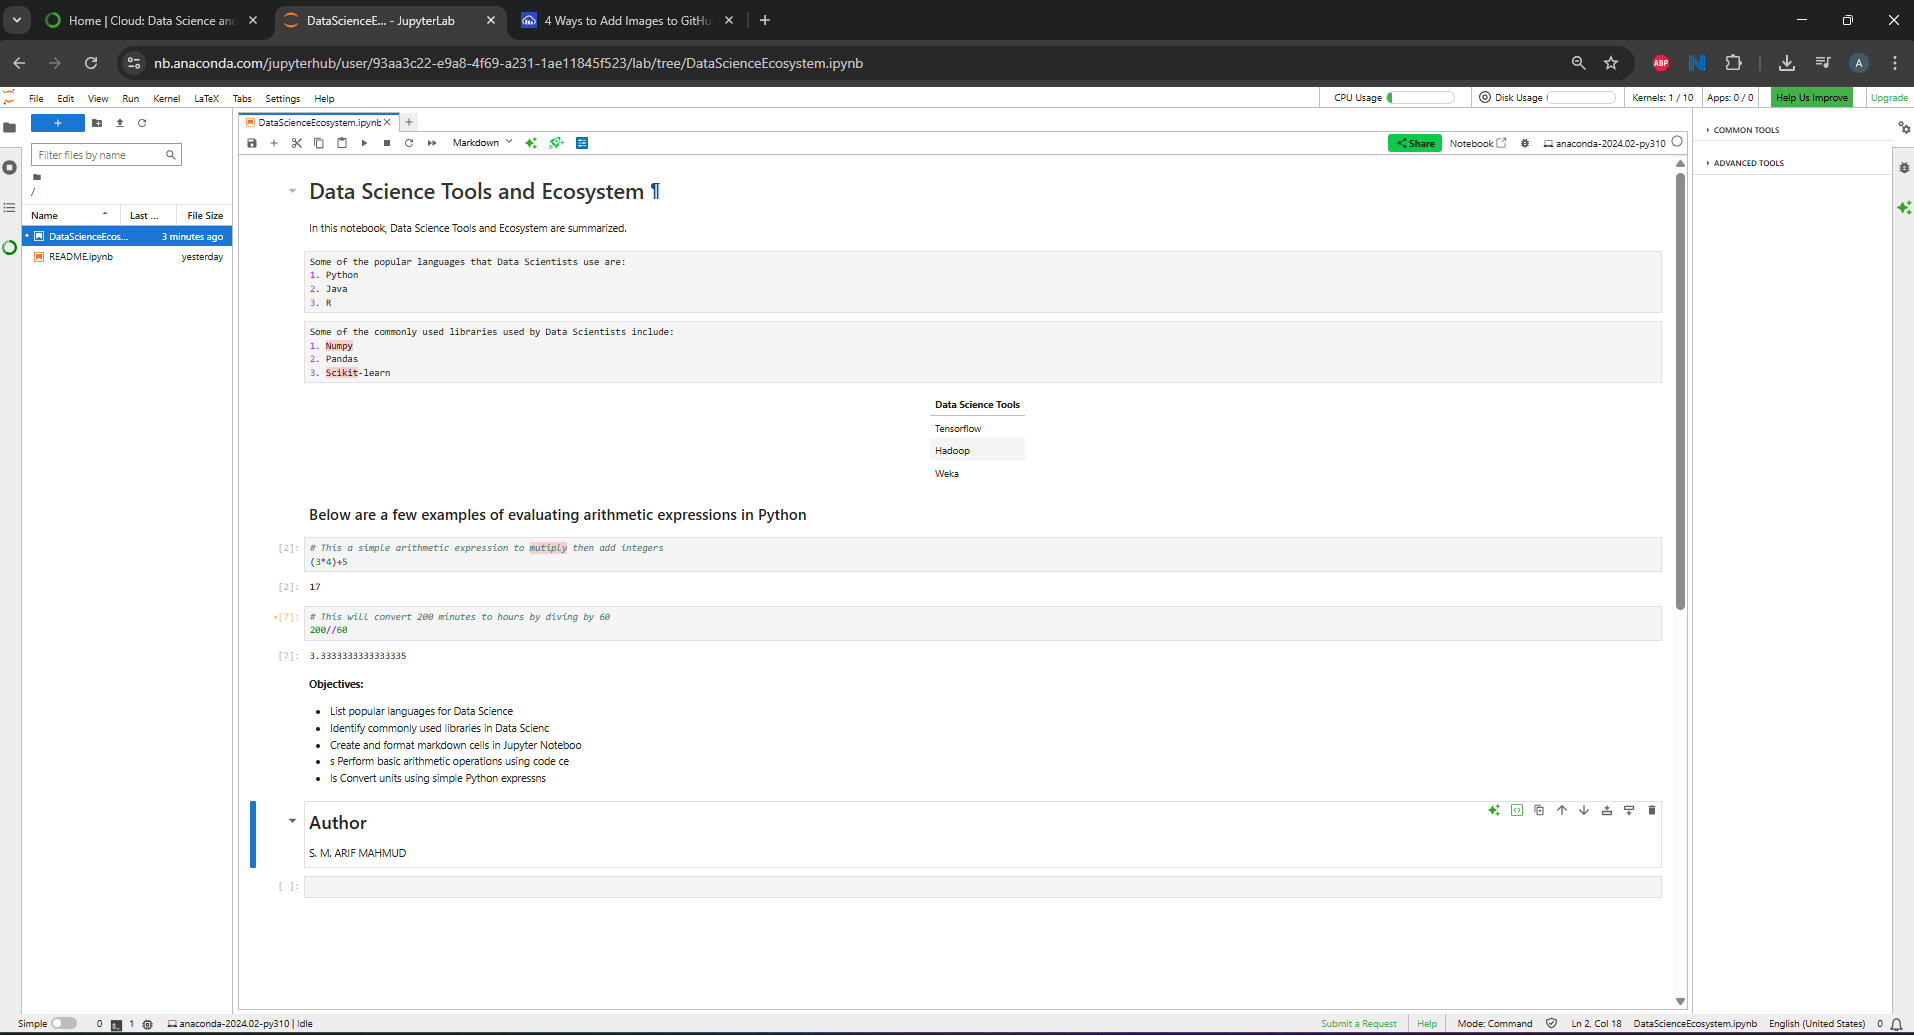 Home | Cloud: Data Science and
DataScienceE... - JupyterLab
4 Ways to Add Images to GitHu
nb.anaconda.com/jupyterhub/user/93aa3c22-e9a8-4f69-a231-1ae11845f523/lab/tree/DataScienceEcosystem.ipynb
ABP
N
A
File Edit View Run Kernel LaTeX Tabs Settings Help
CPU Usage Disk Usage Kernels: 1 / 10 Apps: 0 / 0 Help Us Improve Upgrade
+
Filter files by name
/
Name Last ... File Size
DataScienceEcos... 3 minutes ago
README.ipynb yesterday
DataScienceEcosystem.ipynb
Markdown
Share Notebook anaconda-2024.02-py310
Data Science Tools and Ecosystem ¶
In this notebook, Data Science Tools and Ecosystem are summarized.
Some of the popular languages that Data Scientists use are:
1. Python
2. Java
3. R
Some of the commonly used libraries used by Data Scientists include:
1. Numpy
2. Pandas
3. Scikit-learn
Data Science Tools
Tensorflow
Hadoop
Weka
Below are a few examples of evaluating arithmetic expressions in Python
[2]: # This a simple arithmetic expression to mutiply then add integers
(3*4)+5
[2]: 17
•[7]: # This will convert 200 minutes to hours by diving by 60
200//60
[7]: 3.3333333333333335
Objectives:
• List popular languages for Data Science
• Identify commonly used libraries in Data Scienc
• Create and format markdown cells in Jupyter Noteboo
• s Perform basic arithmetic operations using code ce
• ls Convert units using simple Python expressns
Author
S. M. ARIF MAHMUD
[ ]:
COMMON TOOLS
ADVANCED TOOLS
Simple 0 1 anaconda-2024.02-py310 | Idle
Submit a Request Help Mode: Command Ln 2, Col 18 DataScienceEcosystem.ipynb English (United States) 0